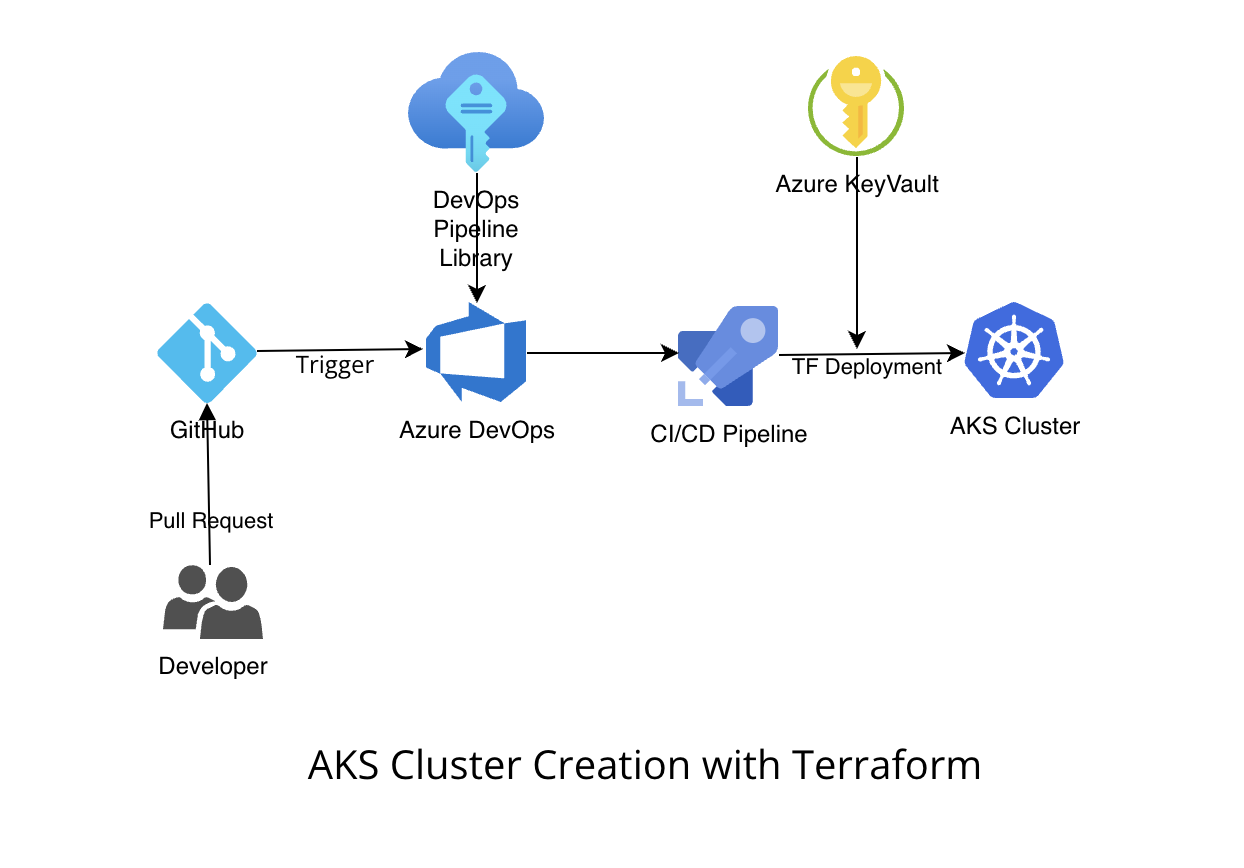 DevOps
Pipeline
Library
Azure KeyVault
Trigger
TF Deployment
GitHub
Azure DevOps
CI/CD Pipeline
AKS Cluster
Pull Request
Developer
AKS Cluster Creation with Terraform